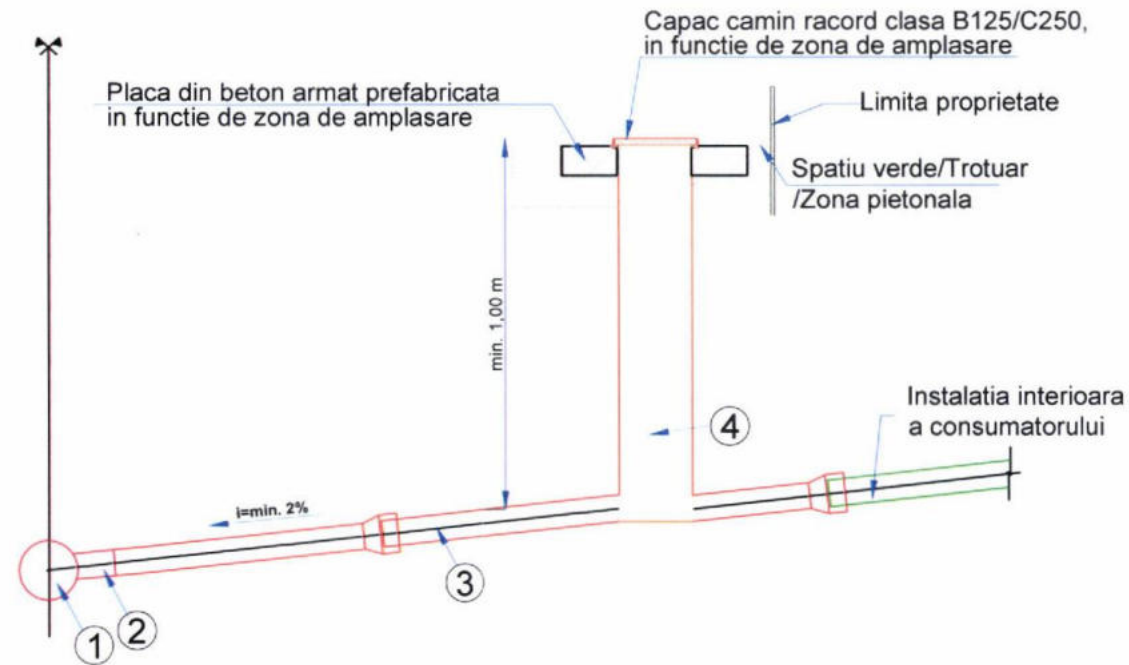 Capac camin racord clasa B125/C250,
in functie de zona de amplasare
Placa din beton armat prefabricata
in functie de zona de amplasare
Limita proprietate
Spatiu verde/Trotuar
/Zona pietonala
min. 1,00 m
Instalatia interioara
a consumatorului
i=min. 2%
4
3
2
1